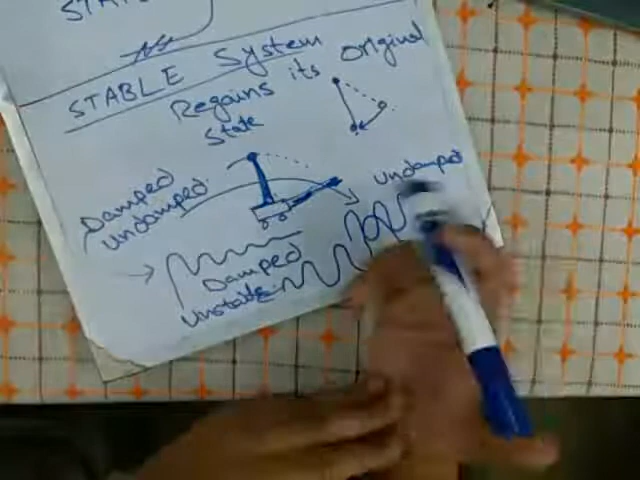 STABLE System
Regains its original
State
Damped
undamped
undamped
Damped
Unstable